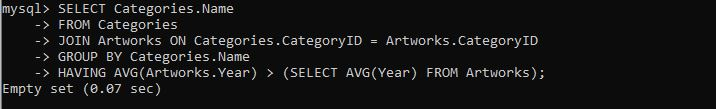 mysql> SELECT Categories.Name
    -> FROM Categories
    -> JOIN Artworks ON Categories.CategoryID = Artworks.CategoryID
    -> GROUP BY Categories.Name
    -> HAVING AVG(Artworks.Year) > (SELECT AVG(Year) FROM Artworks);
Empty set (0.07 sec)